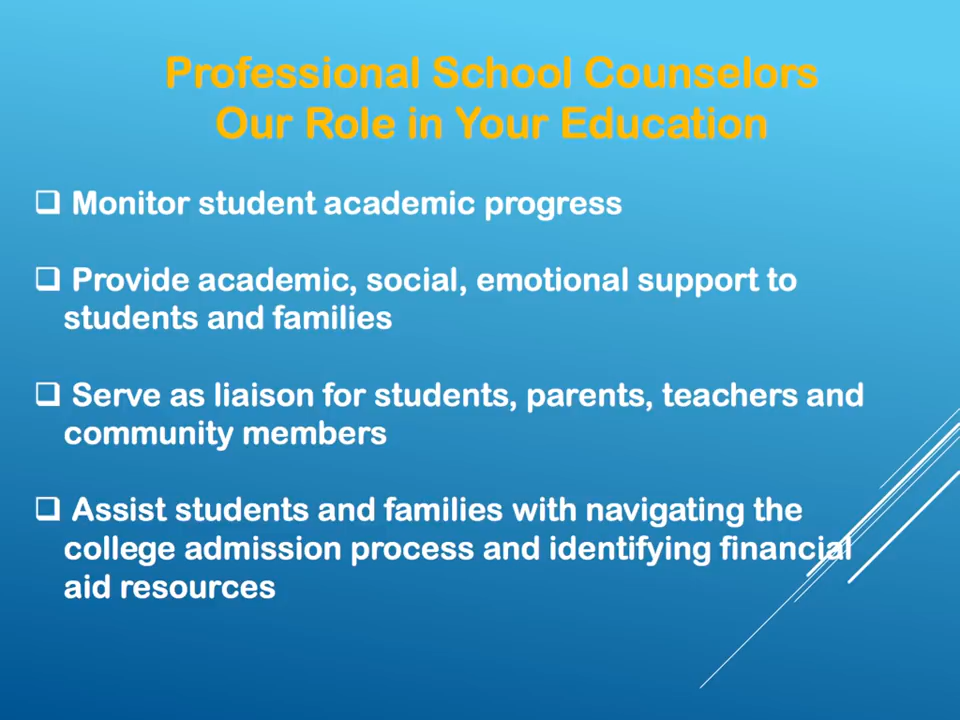 Professional School Counselors
Our Role in Your Education
❑ Monitor student academic progress
❑ Provide academic, social, emotional support to
students and families
❑ Serve as liaison for students, parents, teachers and
community members
❑ Assist students and families with navigating the
college admission process and identifying financial
aid resources